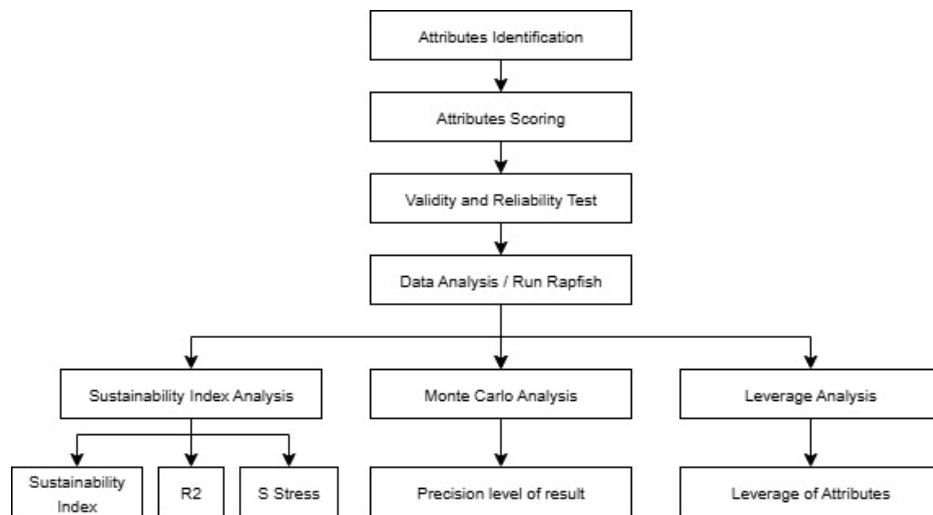 Attributes Identification
Attributes Scoring
Validity and Reliability Test
Data Analysis / Run Rapfish
Sustainability Index Analysis
Monte Carlo Analysis
Leverage Analysis
Sustainability
Index
R2
S Stress
Precision level of result
Leverage of Attributes